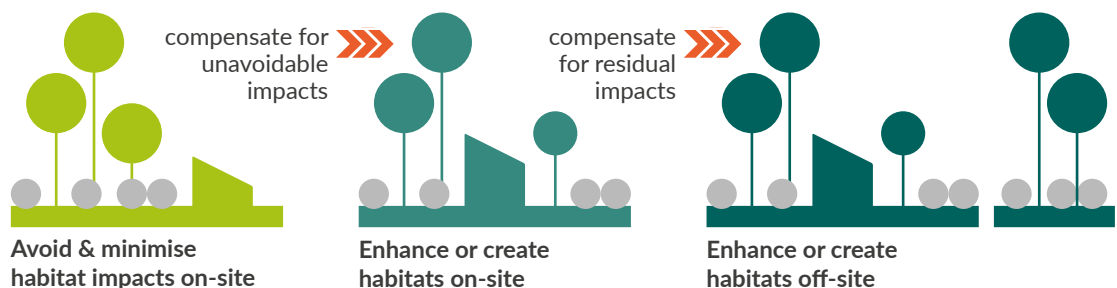 compensate for
unavoidable
impacts
compensate
for residual
impacts
Avoid & minimise
habitat impacts on-site
Enhance or create
habitats on-site
Enhance or create
habitats off-site